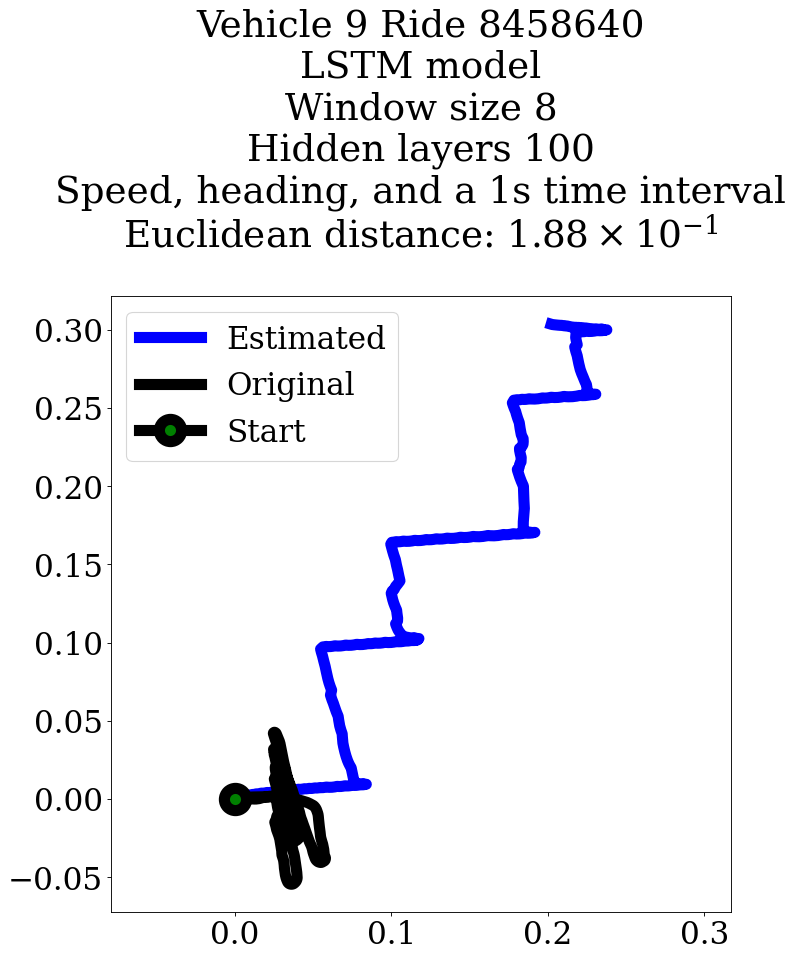 Vehicle 9 Ride 8458640
LSTM model
Window size 8
Hidden layers 100
Speed, heading, and a 1s time interval
Euclidean distance: 1.88 × 10⁻¹
Estimated
Original
Start
0.30
0.25
0.20
0.15
0.10
0.05
0.00
−0.05
0.0 0.1 0.2 0.3